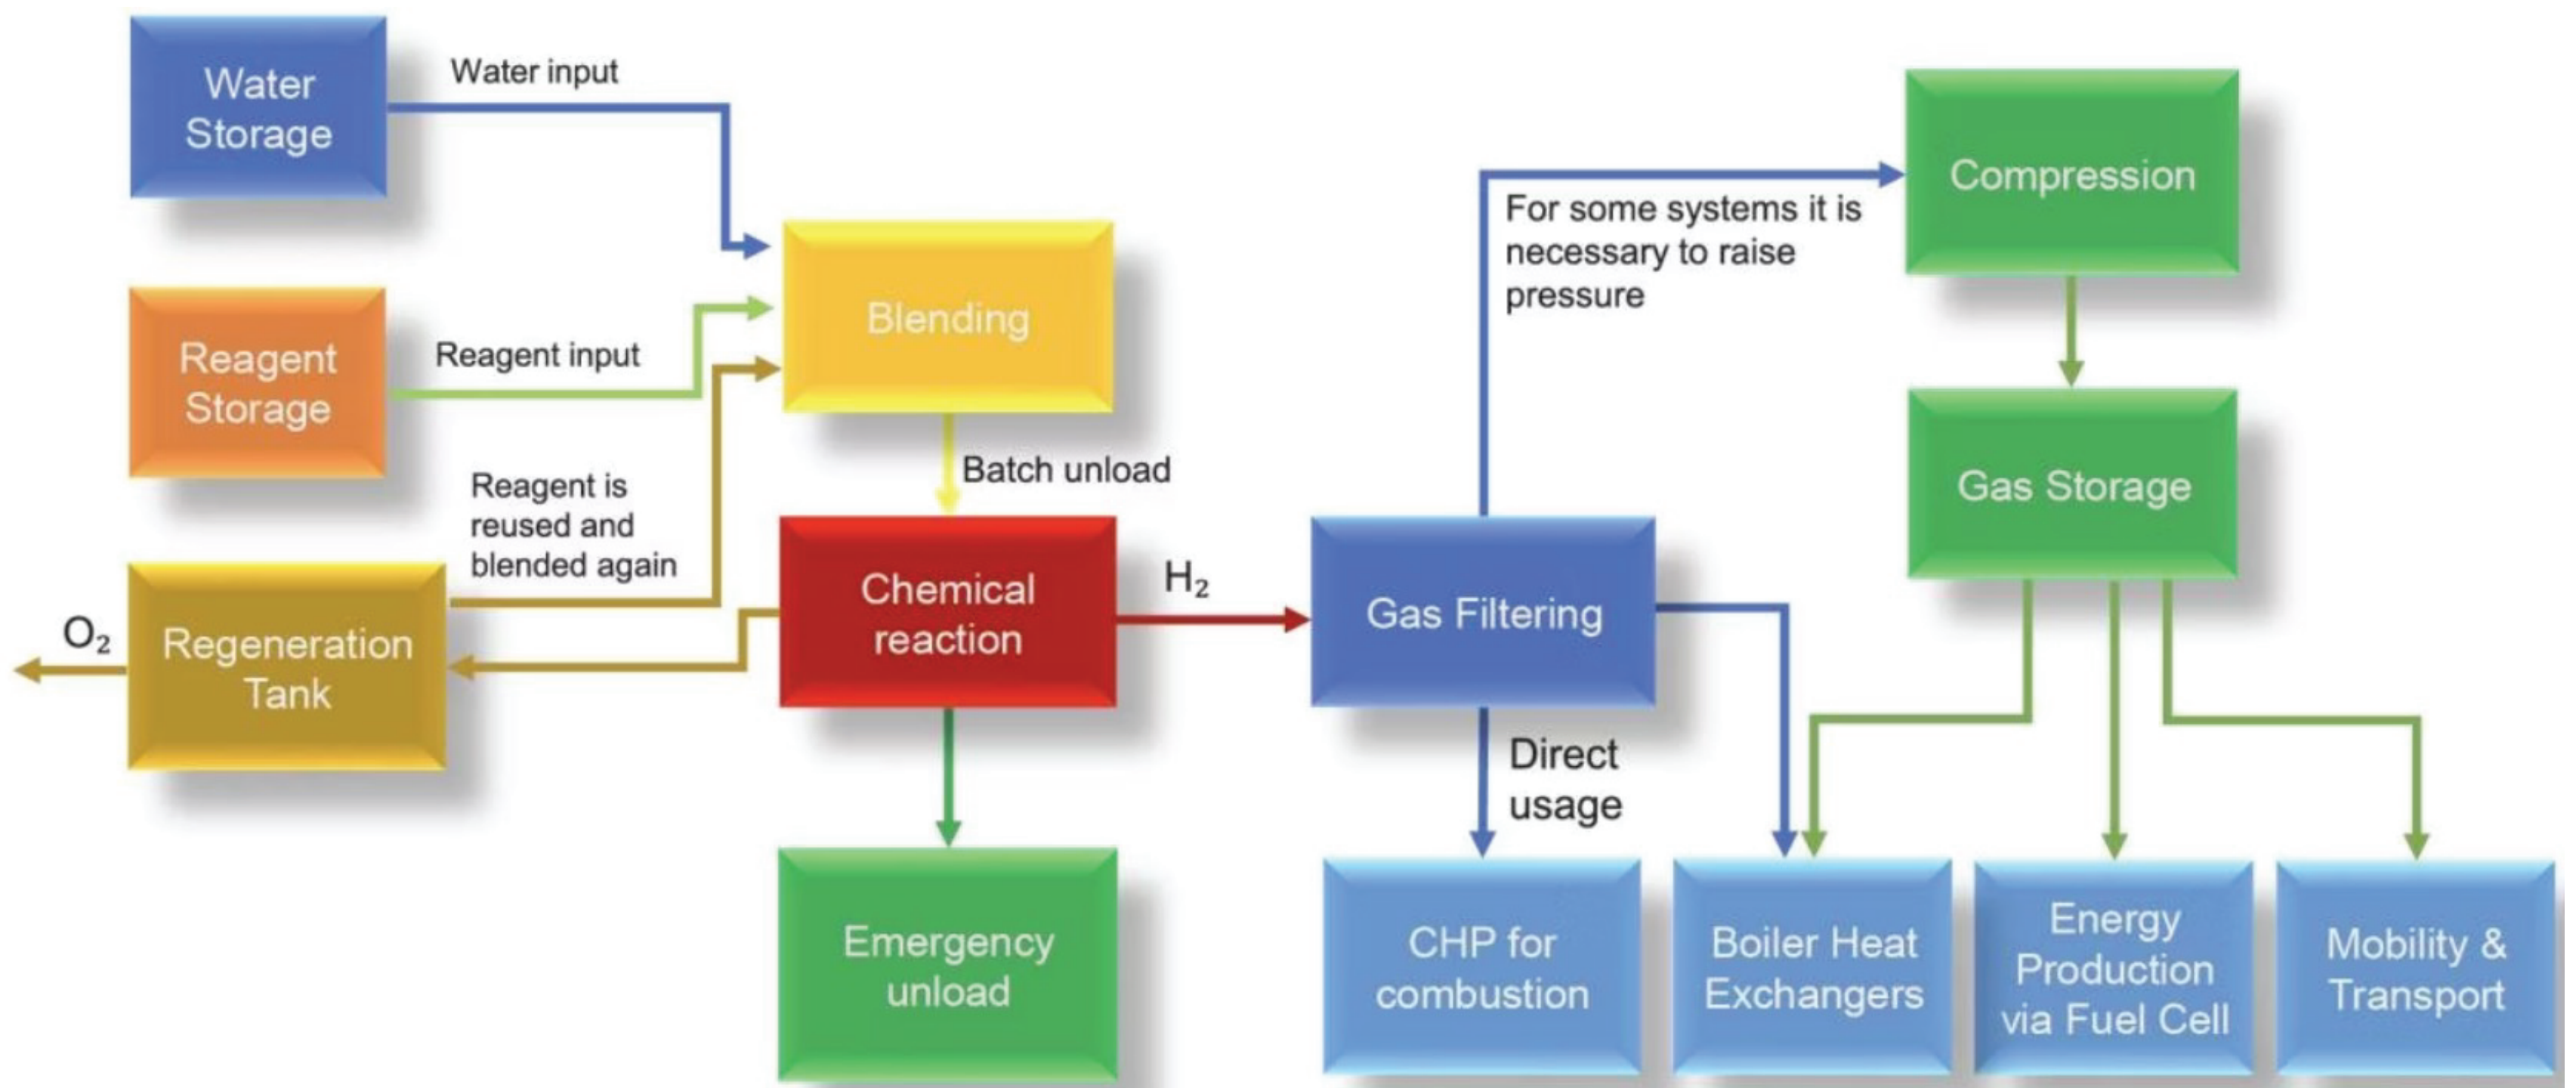 Water
Storage
Water input
Reagent
Storage
Reagent input
Blending
Reagent is
reused and
blended again
Batch unload
O₂
Regeneration
Tank
Chemical
reaction
H₂
Emergency
unload
Gas Filtering
For some systems it is
necessary to raise
pressure
Compression
Gas Storage
Direct
usage
CHP for
combustion
Boiler Heat
Exchangers
Energy
Production
via Fuel Cell
Mobility &
Transport